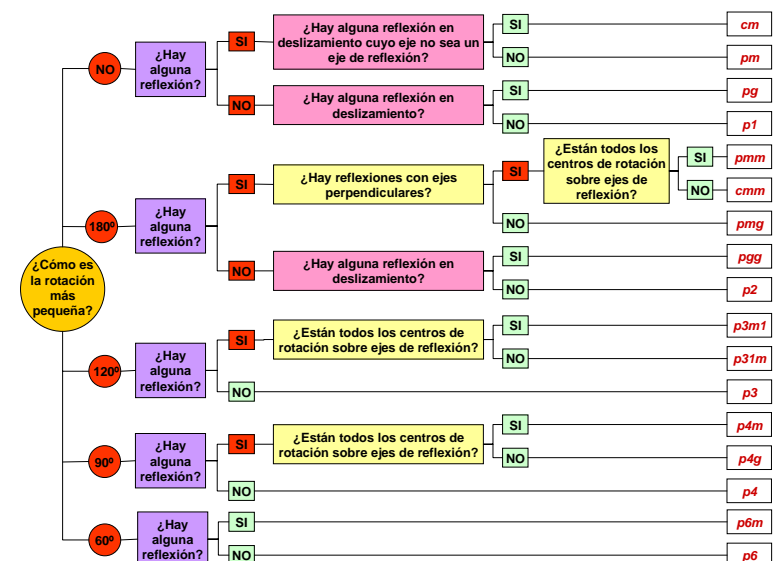 ¿Cómo es
la rotación
más
pequeña?
NO
¿Hay
alguna
reflexión?
SI
¿Hay alguna reflexión en
deslizamiento cuyo eje no sea un
eje de reflexión?
SI
cm
NO
pm
NO
¿Hay alguna reflexión en
deslizamiento?
SI
pg
NO
p1
180º
¿Hay
alguna
reflexión?
SI
¿Hay reflexiones con ejes
perpendiculares?
SI
¿Están todos los
centros de rotación
sobre ejes de
reflexión?
SI
pmm
NO
cmm
NO
pmg
NO
¿Hay alguna reflexión en
deslizamiento?
SI
pgg
NO
p2
120º
¿Hay
alguna
reflexión?
SI
¿Están todos los centros de
rotación sobre ejes de reflexión?
SI
p3m1
NO
p31m
NO
p3
90º
¿Hay
alguna
reflexión?
SI
¿Están todos los centros de
rotación sobre ejes de reflexión?
SI
p4m
NO
p4g
NO
p4
60º
¿Hay
alguna
reflexión?
SI
p6m
NO
p6